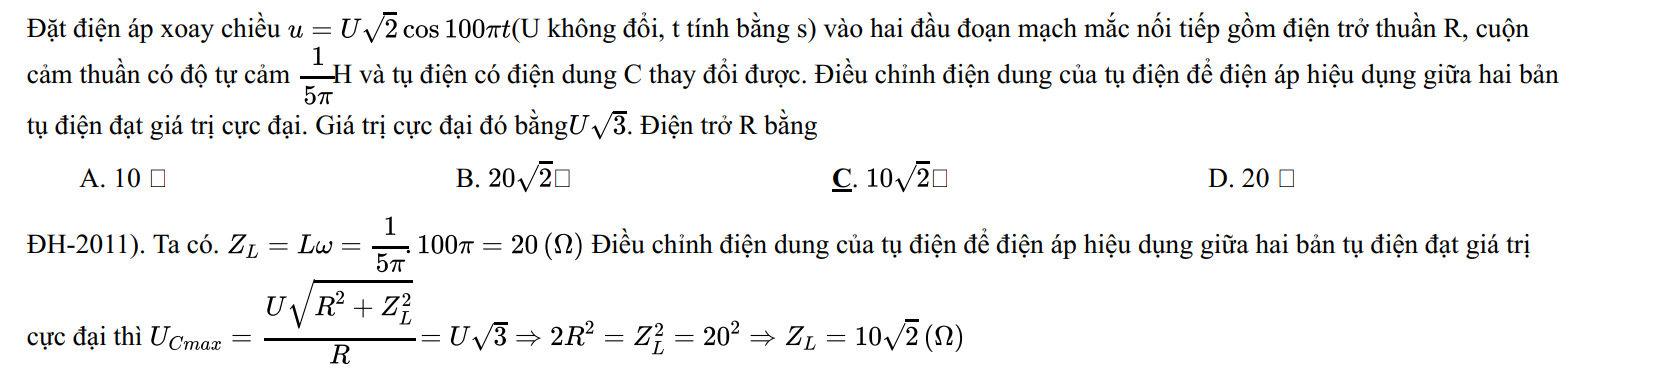 Đặt điện áp xoay chiều $u = U\sqrt{2}\cos 100\pi t$(U không đổi, t tính bằng s) vào hai đầu đoạn mạch mắc nối tiếp gồm điện trở thuần R, cuộn
cảm thuần có độ tự cảm $\frac{1}{5\pi}$H và tụ điện có điện dung C thay đổi được. Điều chỉnh điện dung của tụ điện để điện áp hiệu dụng giữa hai bản
tụ điện đạt giá trị cực đại. Giá trị cực đại đó bằng$U\sqrt{3}$. Điện trở R bằng
A. 10 □ B. $20\sqrt{2}$□ C. $10\sqrt{2}$□ D. 20 □
ĐH-2011). Ta có. $Z_L = L\omega = \frac{1}{5\pi}.100\pi = 20\,(\Omega)$ Điều chỉnh điện dung của tụ điện để điện áp hiệu dụng giữa hai bản tụ điện đạt giá trị
cực đại thì $U_{Cmax} = \frac{U\sqrt{R^2 + Z_L^2}}{R} = U\sqrt{3} \Rightarrow 2R^2 = Z_L^2 = 20^2 \Rightarrow Z_L = 10\sqrt{2}\,(\Omega)$